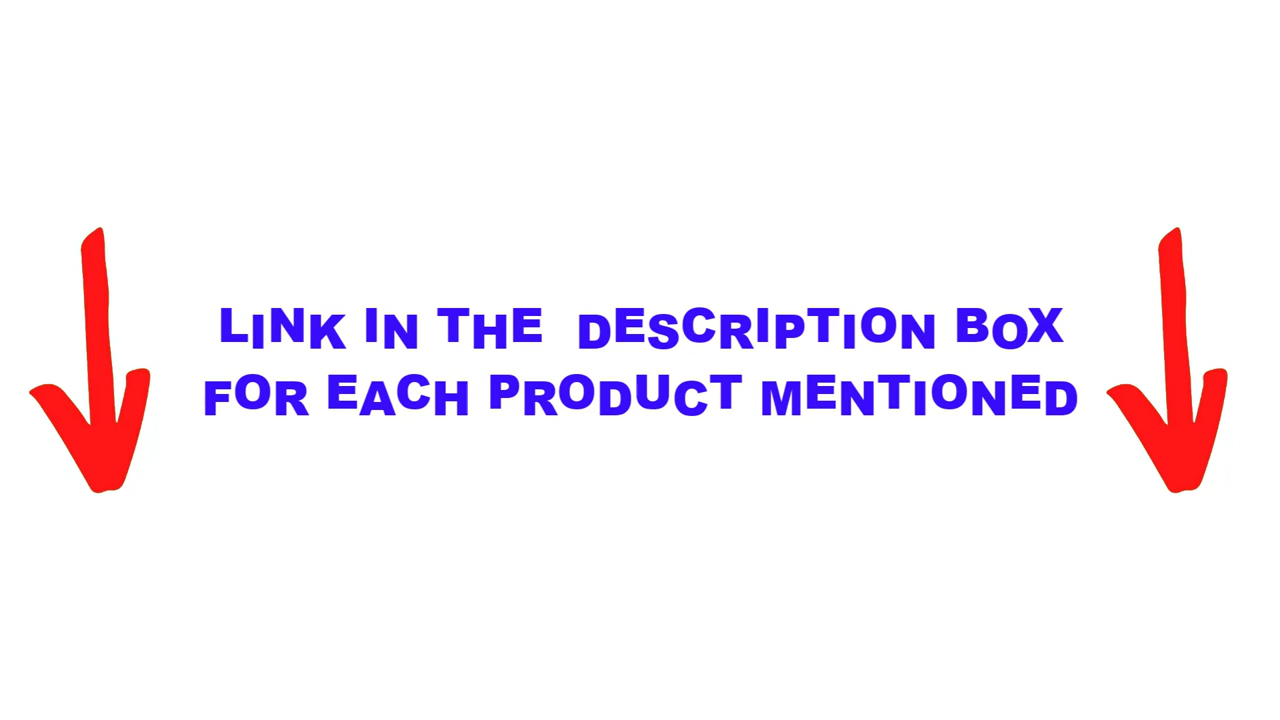 LINK IN THE DESCRIPTION BOX
FOR EACH PRODUCT MENTIONED